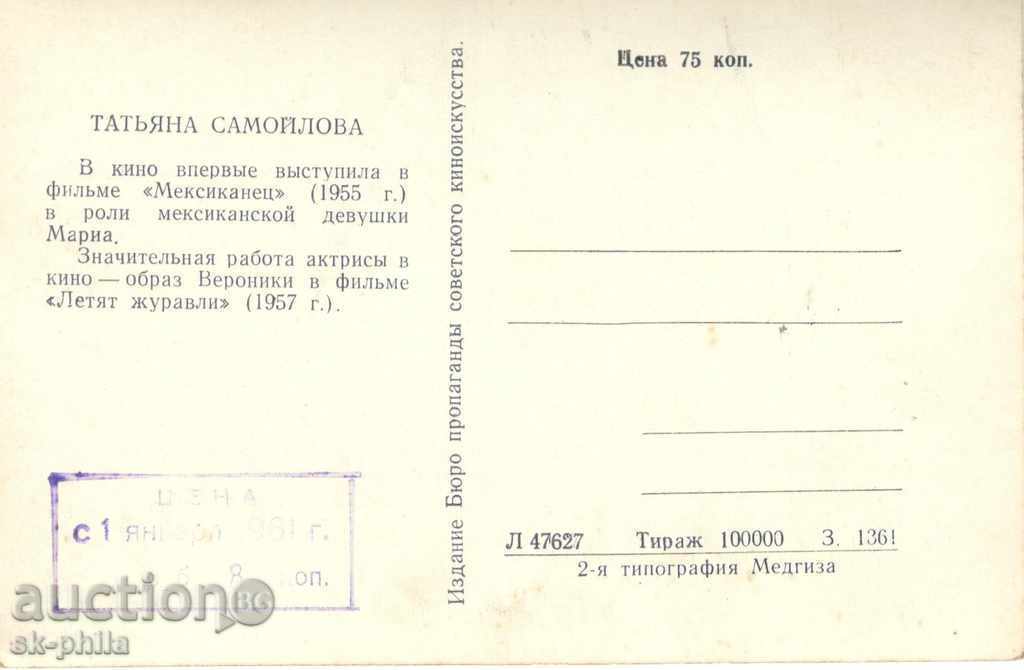 ТАТЬЯНА САМОЙЛОВА
В кино впервые выступила в
фильме «Мексиканец» (1955 г.)
в роли мексиканской девушки
Мариа.
Значительная работа актрисы в
кино — образ Вероники в фильме
«Летят журавли» (1957 г.).
ЦЕНА
с 1 января 961 г.
8 коп.
Издание Бюро пропаганды советского киноискусства.
Цена 75 коп.
Л 47627 Тираж 100000 З. 1361
2-я типография Медгиза
auction BG
sk-phila